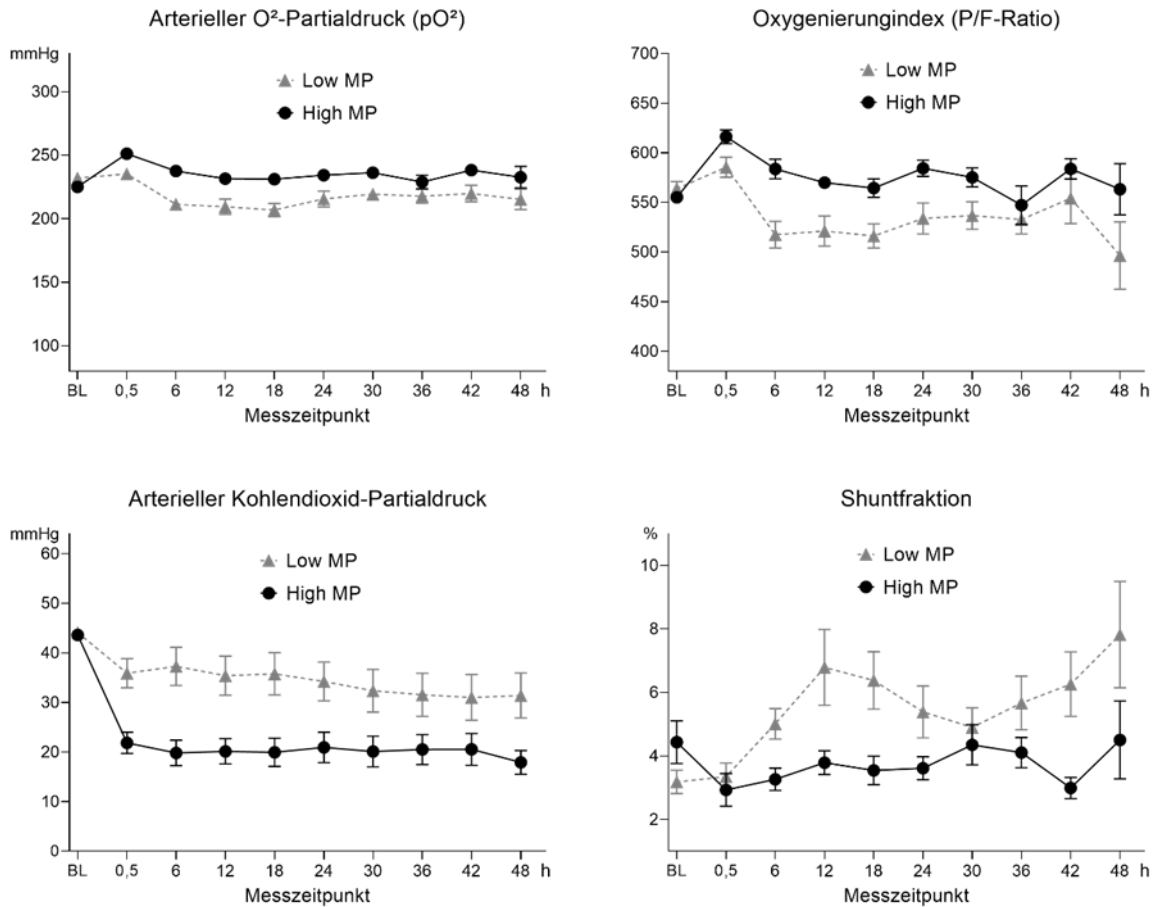 Arterieller O²-Partialdruck (pO²)
mmHg
Low MP
High MP
300
250
200
150
100
BL 0,5 6 12 18 24 30 36 42 48 h
Messzeitpunkt
Oxygenierungindex (P/F-Ratio)
700
Low MP
650
High MP
600
550
500
450
400
BL 0,5 6 12 18 24 30 36 42 48 h
Messzeitpunkt
Arterieller Kohlendioxid-Partialdruck
mmHg
60
Low MP
High MP
50
40
30
20
10
0
BL 0,5 6 12 18 24 30 36 42 48 h
Messzeitpunkt
Shuntfraktion
%
Low MP
10
High MP
8
6
4
2
BL 0,5 6 12 18 24 30 36 42 48 h
Messzeitpunkt